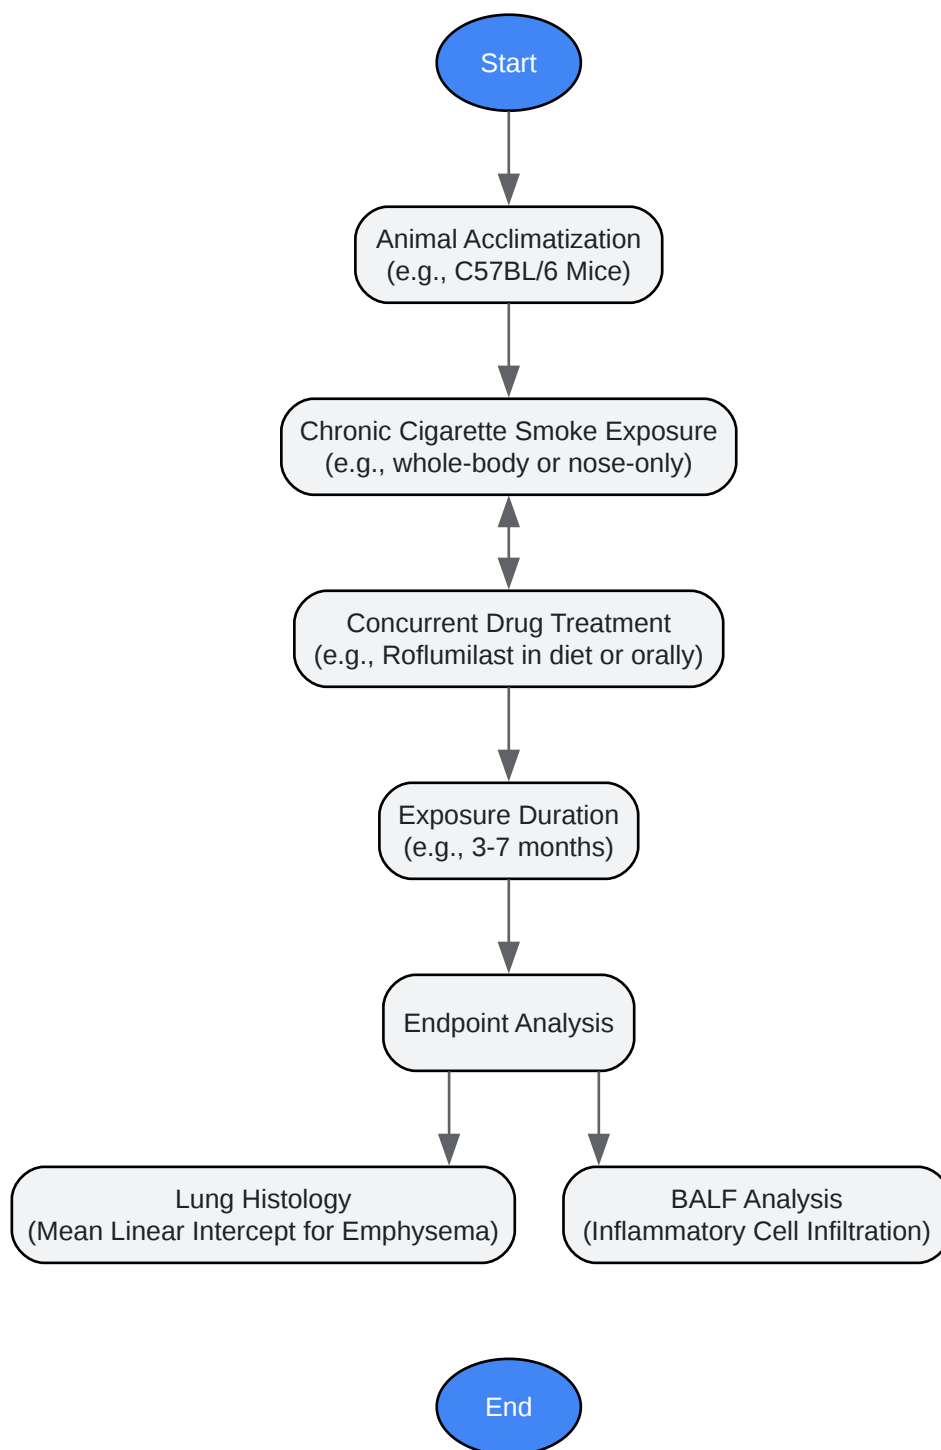 Start
Animal Acclimatization
(e.g., C57BL/6 Mice)
Chronic Cigarette Smoke Exposure
(e.g., whole-body or nose-only)
Concurrent Drug Treatment
(e.g., Roflumilast in diet or orally)
Exposure Duration
(e.g., 3-7 months)
Endpoint Analysis
Lung Histology
(Mean Linear Intercept for Emphysema)
BALF Analysis
(Inflammatory Cell Infiltration)
End